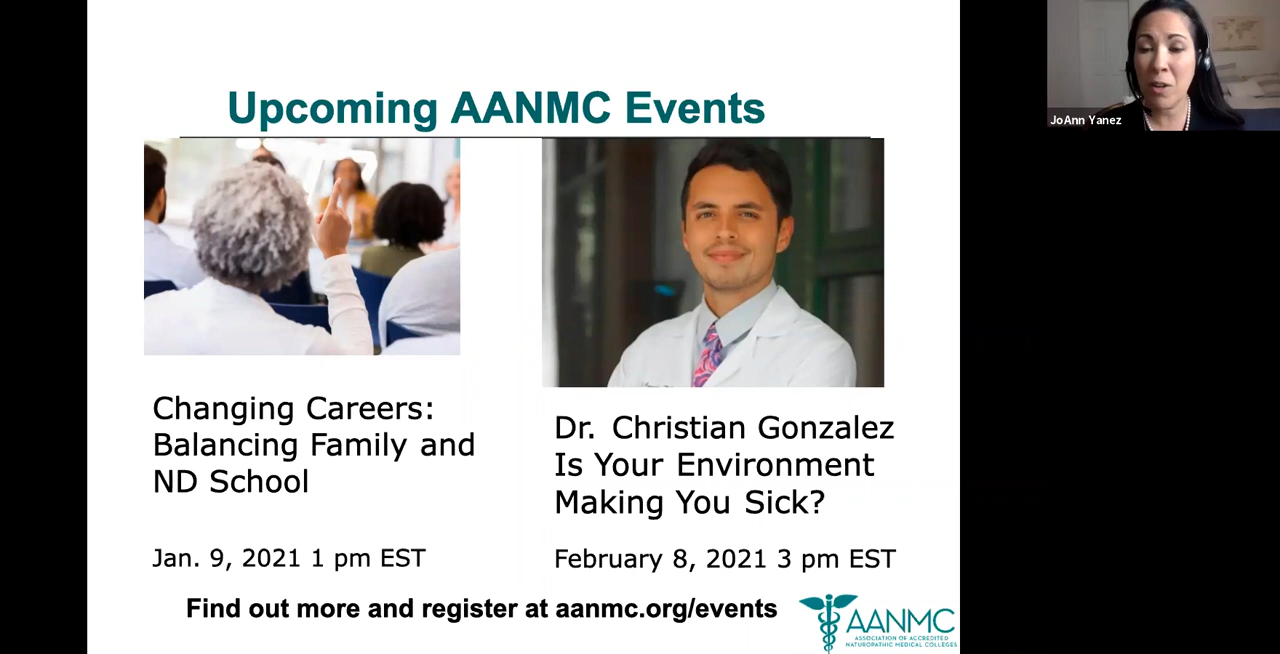 Upcoming AANMC Events
JoAnn Yanez
Changing Careers:
Balancing Family and
ND School
Jan. 9, 2021 1 pm EST
Dr. Christian Gonzalez
Is Your Environment
Making You Sick?
February 8, 2021 3 pm EST
Find out more and register at aanmc.org/events
AANMC
ASSOCIATION OF ACCREDITED
NATUROPATHIC MEDICAL COLLEGES